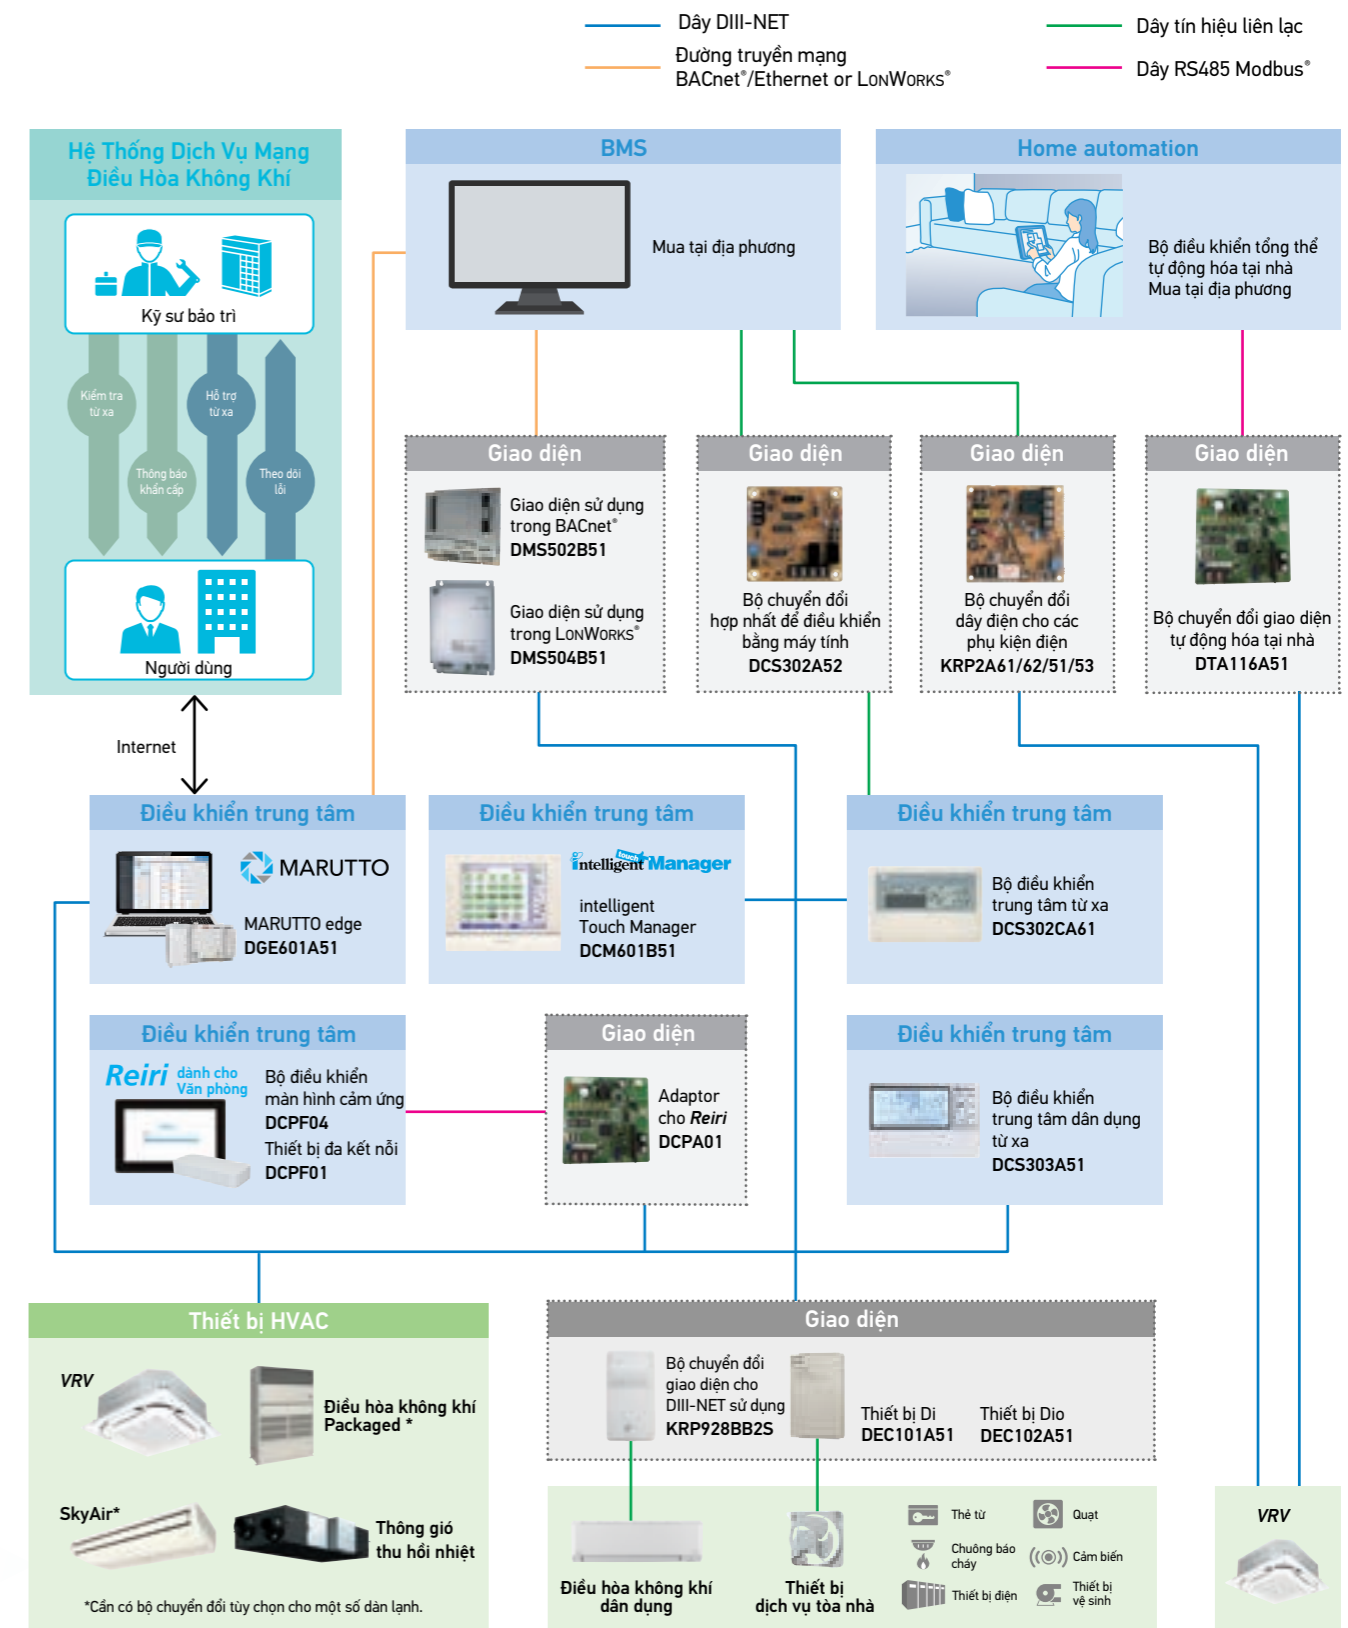 Dây DIII-NET
Đường truyền mạng
BACnet®/Ethernet or LONWORKS®
Dây tín hiệu liên lạc
Dây RS485 Modbus®
Hệ Thống Dịch Vụ Mạng
Điều Hòa Không Khí
Kỹ sư bảo trì
Kiểm tra
từ xa
Hỗ trợ
từ xa
Thông báo
khẩn cấp
Theo dõi
lỗi
Người dùng
Internet
BMS
Mua tại địa phương
Home automation
Bộ điều khiển tổng thể
tự động hóa tại nhà
Mua tại địa phương
Giao diện
Giao diện sử dụng
trong BACnet®
DMS502B51
Giao diện sử dụng
trong LONWORKS®
DMS504B51
Giao diện
Bộ chuyển đổi
hợp nhất để điều khiển
bằng máy tính
DCS302A52
Giao diện
Bộ chuyển đổi
dây điện cho các
phụ kiện điện
KRP2A61/62/51/53
Giao diện
Bộ chuyển đổi giao diện
tự động hóa tại nhà
DTA116A51
Điều khiển trung tâm
MARUTTO
MARUTTO edge
DGE601A51
Điều khiển trung tâm
intelligent touch Manager
intelligent
Touch Manager
DCM601B51
Điều khiển trung tâm
Bộ điều khiển
trung tâm từ xa
DCS302CA61
Điều khiển trung tâm
Reiri dành cho
Văn phòng
Bộ điều khiển
màn hình cảm ứng
DCPF04
Thiết bị đa kết nối
DCPF01
Giao diện
Adaptor
cho Reiri
DCPA01
Điều khiển trung tâm
Bộ điều khiển
trung tâm dân dụng
từ xa
DCS303A51
Thiết bị HVAC
VRV
Điều hòa không khí
Packaged *
SkyAir*
Thông gió
thu hồi nhiệt
*Cần có bộ chuyển đổi tùy chọn cho một số dàn lạnh.
Giao diện
Bộ chuyển đổi
giao diện cho
DIII-NET sử dụng
KRP928BB2S
Thiết bị Di
DEC101A51
Thiết bị Dio
DEC102A51
Điều hòa không khí
dân dụng
Thiết bị
dịch vụ tòa nhà
Thẻ từ
Quạt
Chuông báo
cháy
Cảm biến
Thiết bị điện
Thiết bị
vệ sinh
VRV